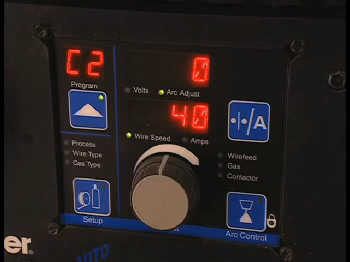 C2
0
Program
Volts
Arc Adjust
40
/A
Wire Speed
Amps
Process
Wire Type
Gas Type
Wirefeed
Gas
Contactor
Setup
Arc Control
er.
AUTO